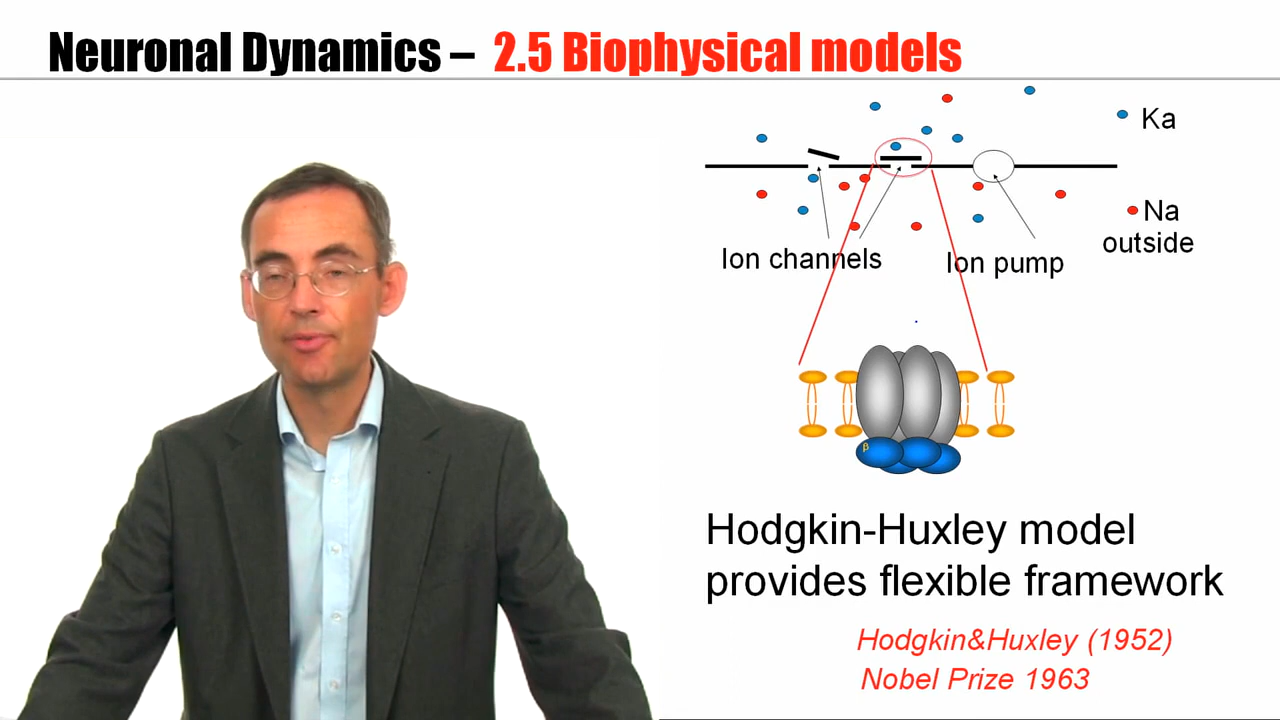 Neuronal Dynamics – 2.5 Biophysical models
Ka
Na
outside
Ion channels
Ion pump
β
Hodgkin-Huxley model
provides flexible framework
Hodgkin&Huxley (1952)
Nobel Prize 1963